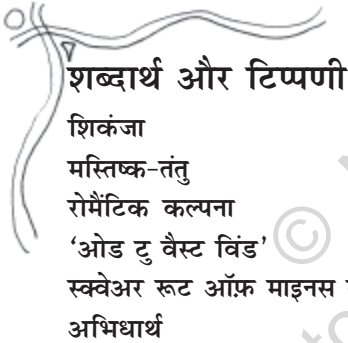 शब्दार्थ और टिप्पणी
शिकंजा
मस्तिष्क-तंतु
रोमैंटिक कल्पना
‘ओड टु वैस्ट विंड’
स्क्वेअर रूट ऑफ़ माइनस
अभिधार्थ
©